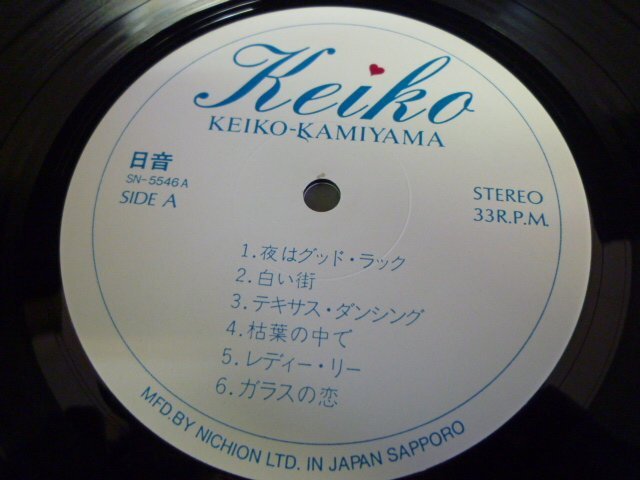 Keiko
KEIKO-KAMIYAMA
日音
SN-5546A
SIDE A
STEREO
33R.P.M.
1.夜はグッド・ラック
2.白い街
3.テキサス・ダンシング
4.枯葉の中で
5.レディー・リー
6.ガラスの恋
MFD.BY NICHION LTD. IN JAPAN SAPPORO